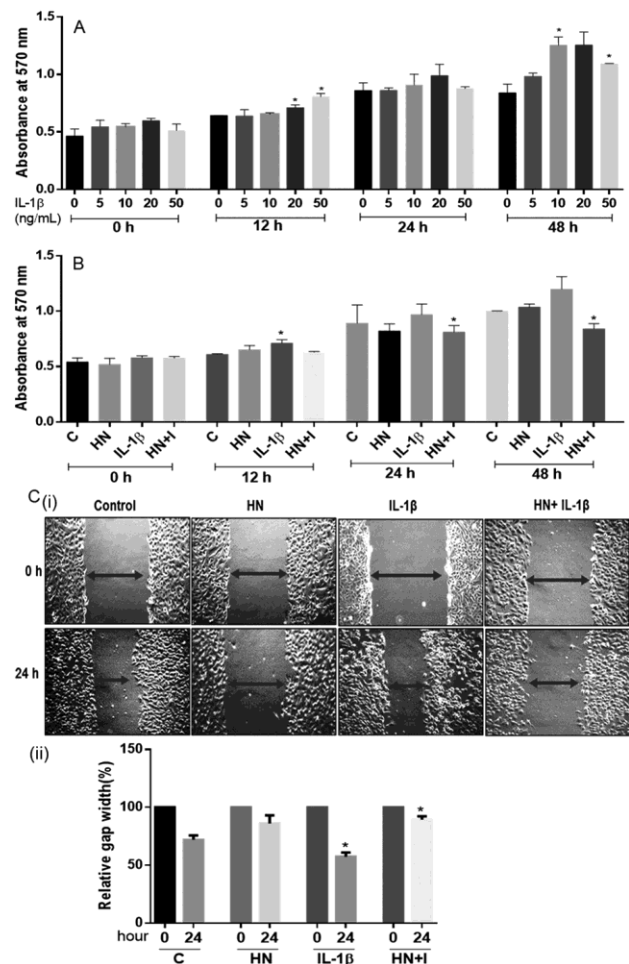 A
Absorbance at 570 nm
1.5
1.0
0.5
0.0
* * * *
IL-1β (ng/mL)
0 5 10 20 50 0 5 10 20 50 0 5 10 20 50 0 5 10 20 50
0 h 12 h 24 h 48 h
B
Absorbance at 570 nm
1.5
1.0
0.5
0.0
* * *
C HN IL-1β HN+I C HN IL-1β HN+I C HN IL-1β HN+I C HN IL-1β HN+I
0 h 12 h 24 h 48 h
C (i)
Control HN IL-1β HN+ IL-1β
0 h
24 h
(ii)
Relative gap width(%)
150
100
50
0
* *
hour 0 24 0 24 0 24 0 24
C HN IL-1β HN+I